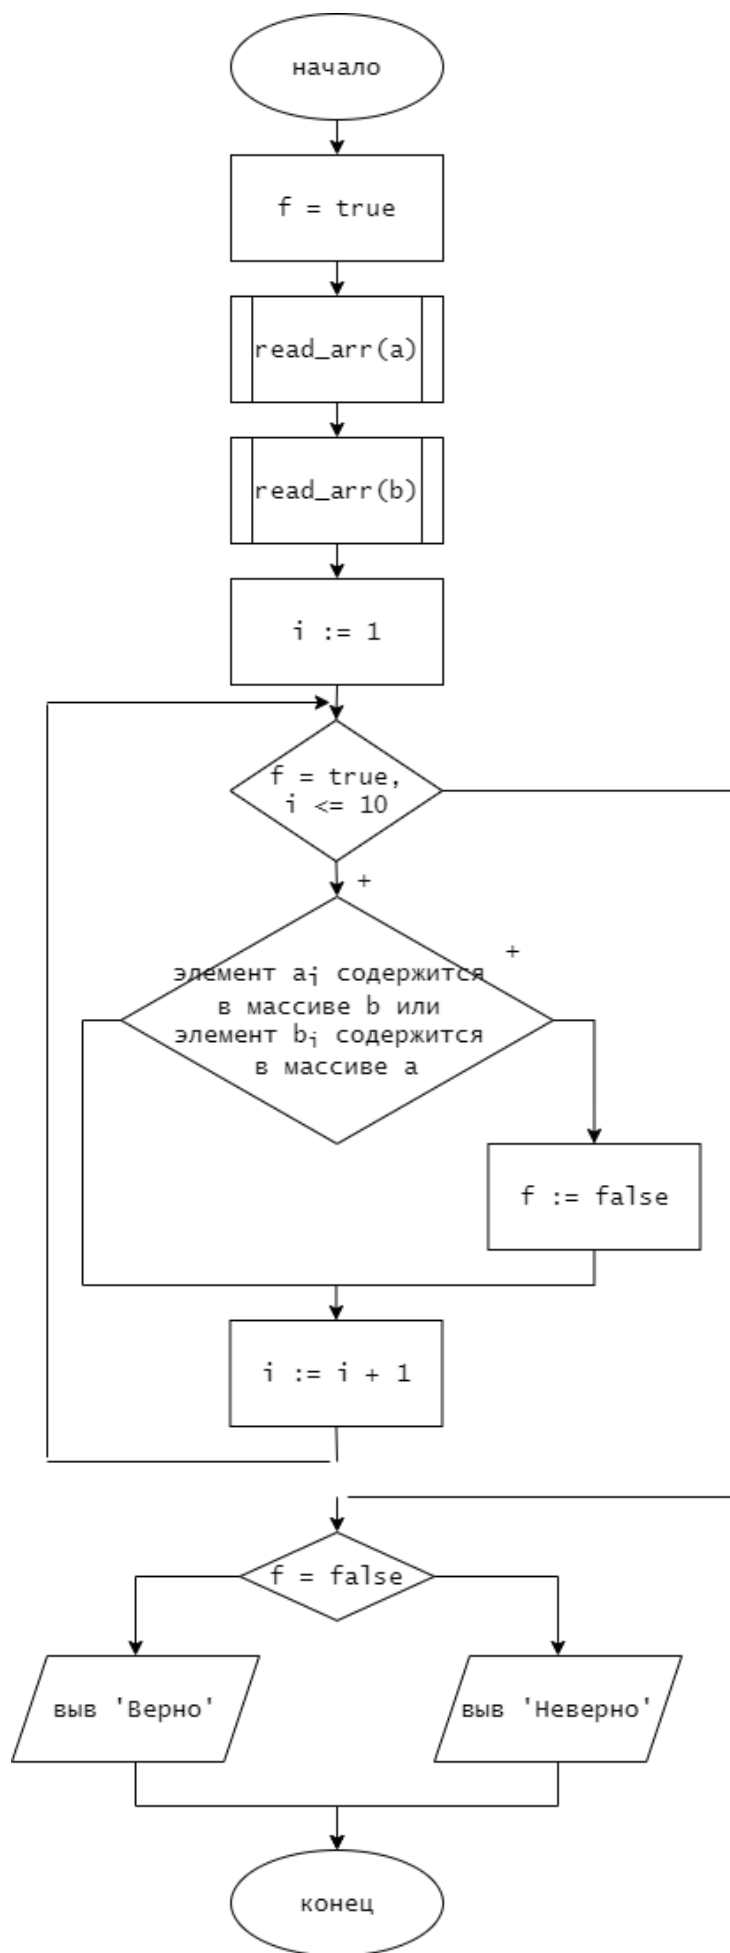 начало
f = true
read_arr(a)
read_arr(b)
i := 1
f = true,
i <= 10
+
+
элемент aᵢ содержится
в массиве b или
элемент bᵢ содержится
в массиве a
f := false
i := i + 1
f = false
выв 'Верно'
выв 'Неверно'
конец